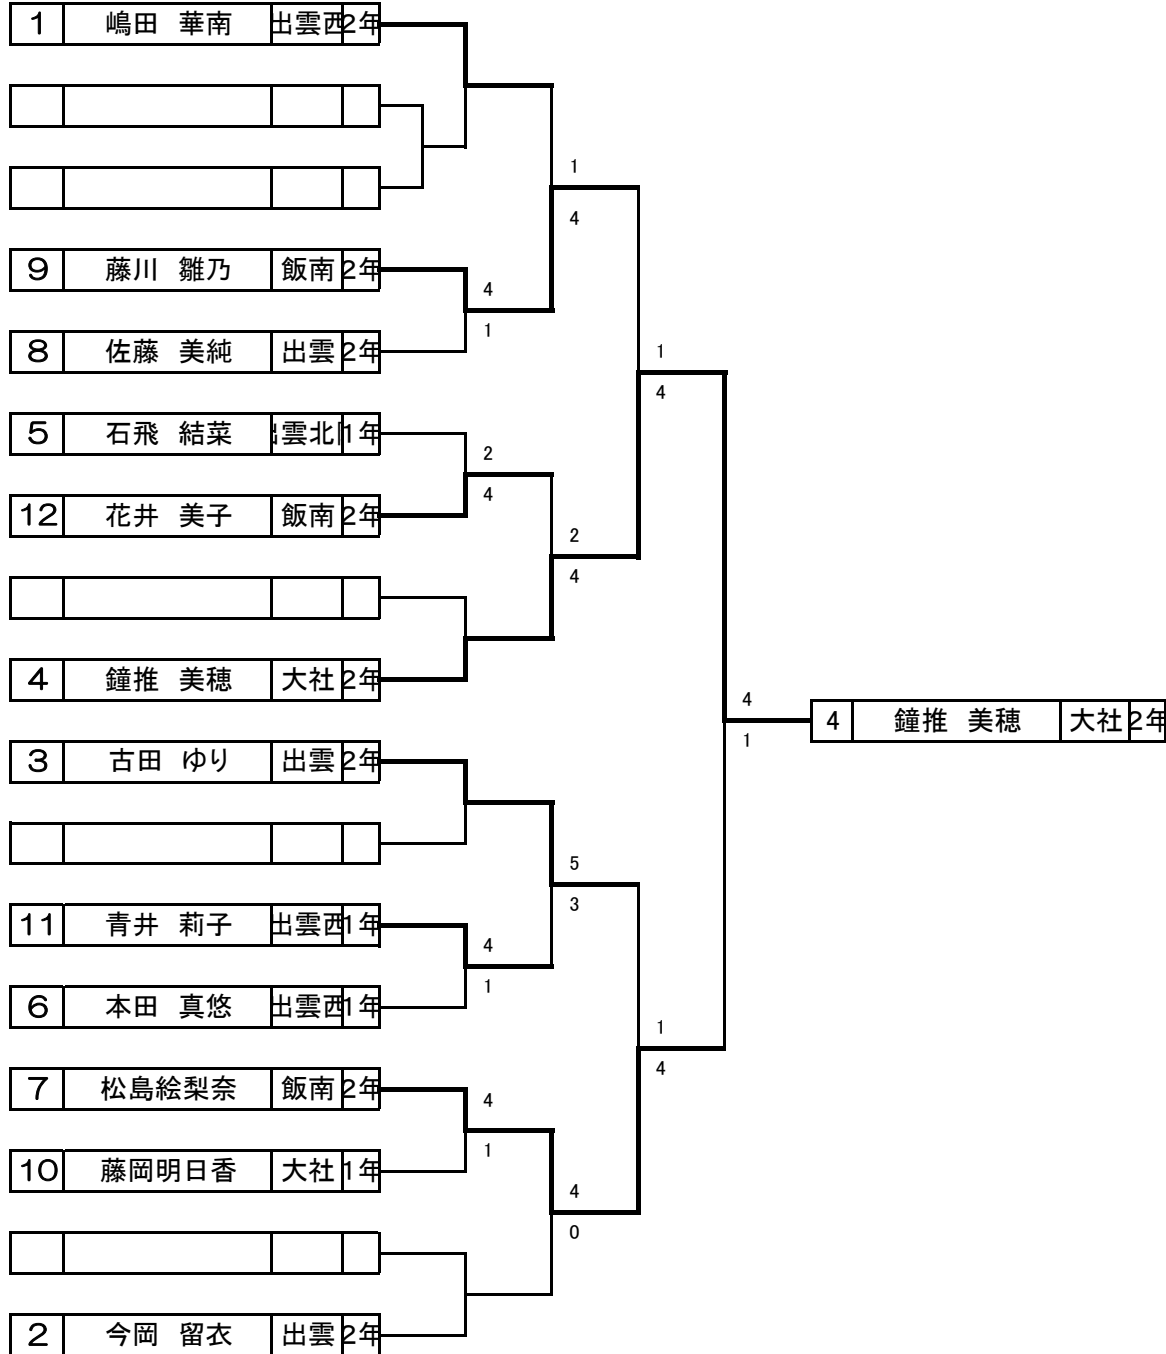 1 嶋田 華南 出雲西 2年
1
4
9 藤川 雛乃 飯南 2年
4
1
8 佐藤 美純 出雲 2年
1
4
5 石飛 結菜 出雲北 1年
2
4
12 花井 美子 飯南 2年
2
4
4 鐘推 美穂 大社 2年
4
1
4 鐘推 美穂 大社 2年
3 古田 ゆり 出雲 2年
5
3
11 青井 莉子 出雲西 1年
4
1
6 本田 真悠 出雲西 1年
1
4
7 松島絵梨奈 飯南 2年
4
1
10 藤岡明日香 大社 1年
4
0
2 今岡 留衣 出雲 2年